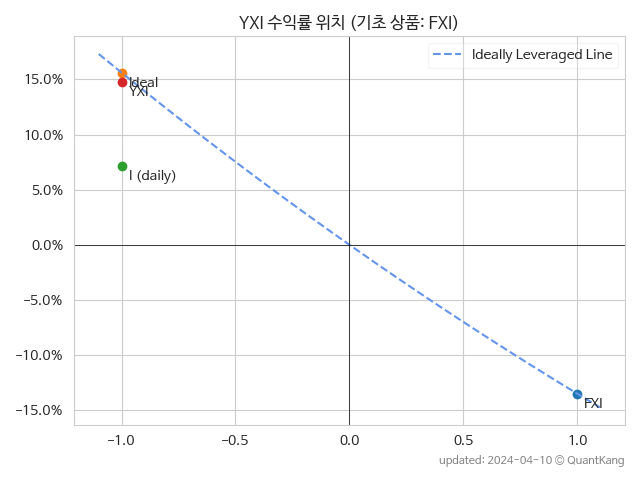 YXI 수익률 위치 (기초 상품: FXI)
Ideally Leveraged Line
15.0%
10.0%
5.0%
0.0%
-5.0%
-10.0%
-15.0%
Ideal
YXI
I (daily)
FXI
-1.0
-0.5
0.0
0.5
1.0
updated: 2024-04-10 © QuantKang